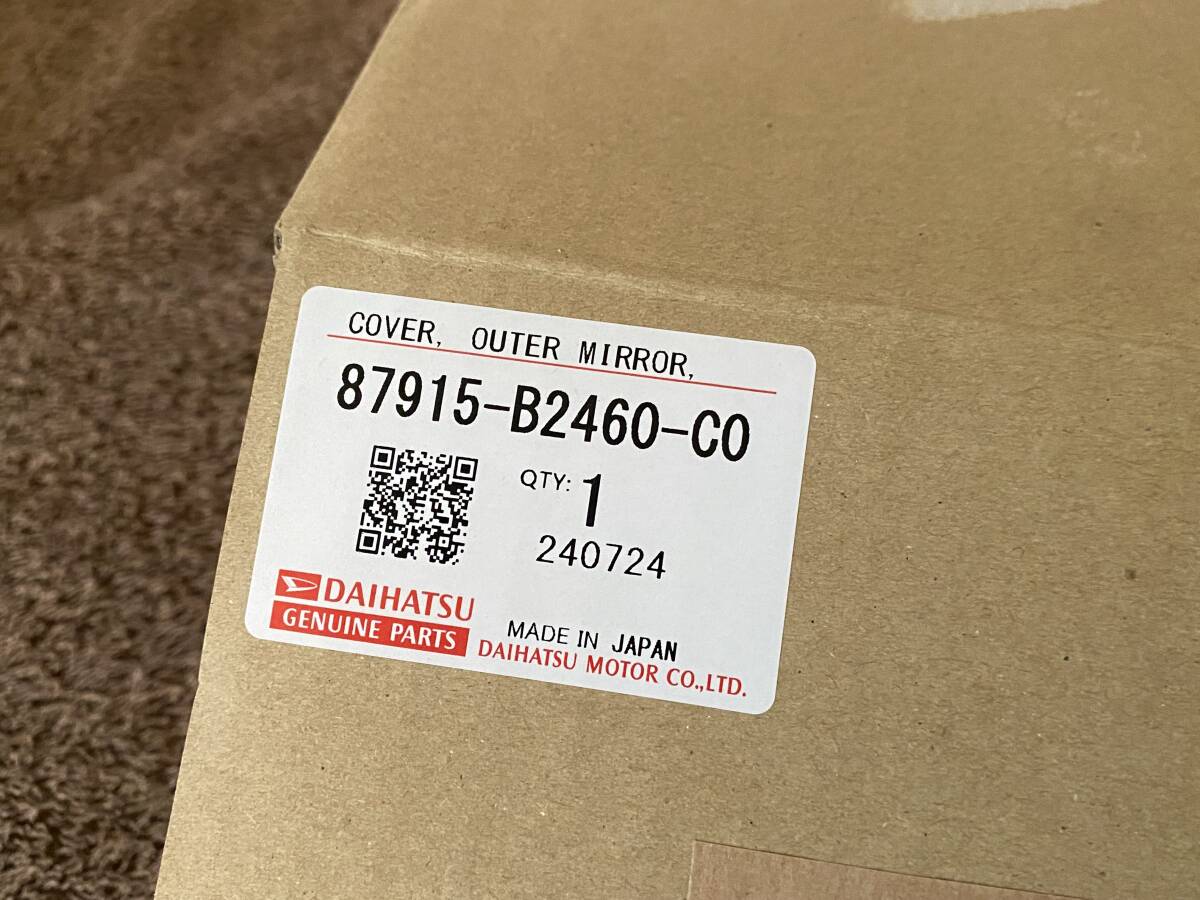 COVER, OUTER MIRROR,
87915-B2460-C0
QTY: 1
240724
DAIHATSU
GENUINE PARTS
MADE IN JAPAN
DAIHATSU MOTOR CO.,LTD.